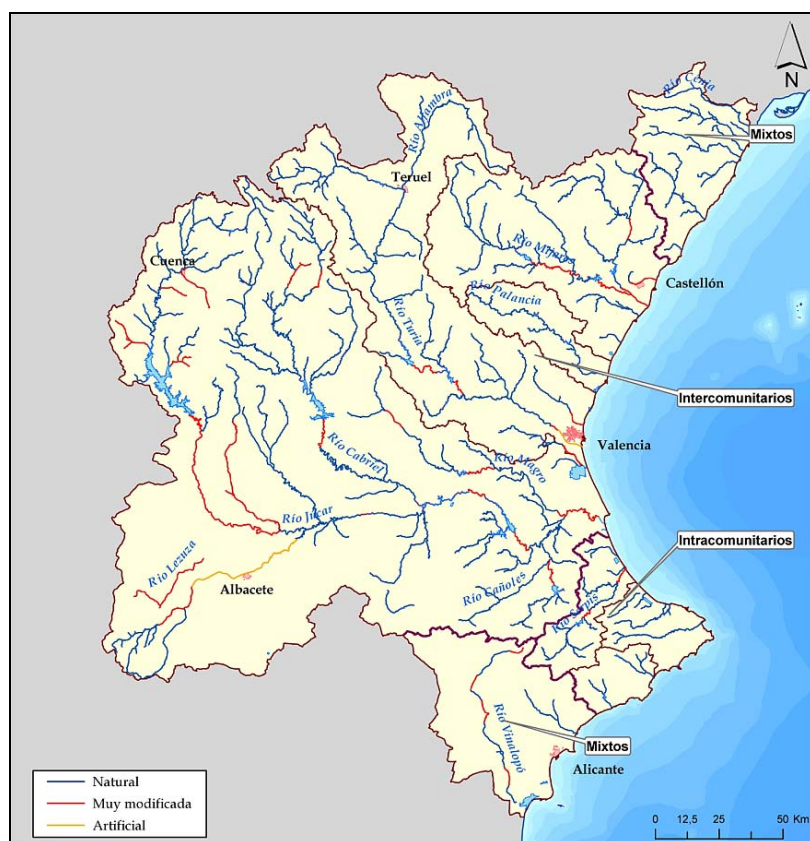 N
Río Cenia
Mixtos
Río Alfambra
Teruel
Cuenca
Río Mijares
Castellón
Río Palancia
Río Turia
Intercomunitarios
Valencia
Río Magro
Río Cabriel
Río Júcar
Intracomunitarios
Río Lezuza
Albacete
Río Cañoles
Río Serpis
Río Vinalopó
Mixtos
Alicante
Natural
Muy modificada
Artificial
0 12,5 25 50 Km